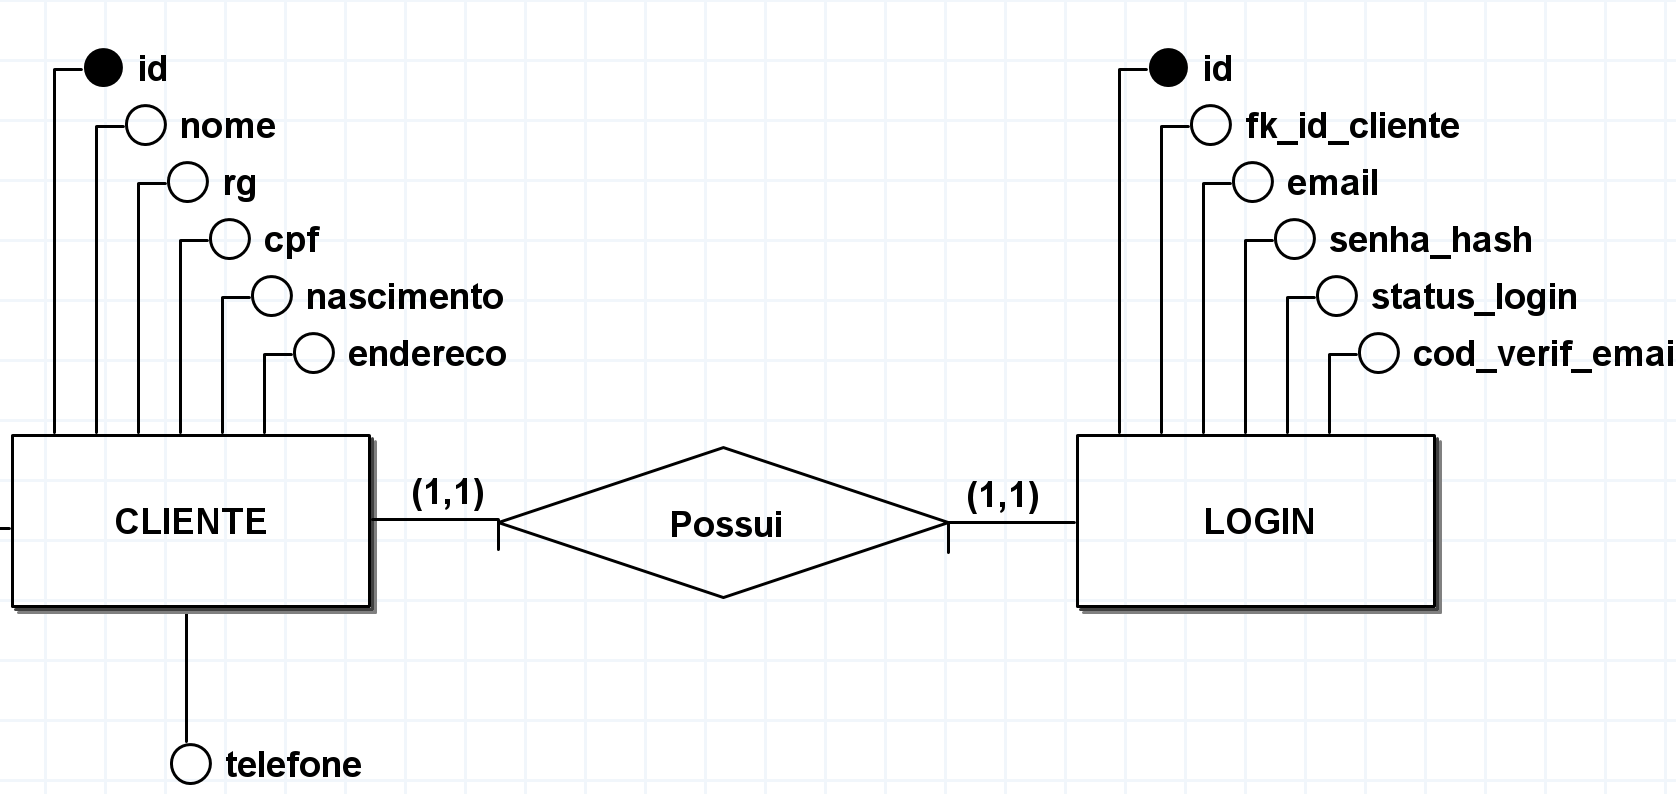 id
nome
rg
cpf
nascimento
endereco
CLIENTE
telefone
(1,1)
Possui
(1,1)
id
fk_id_cliente
email
senha_hash
status_login
cod_verif_emai
LOGIN